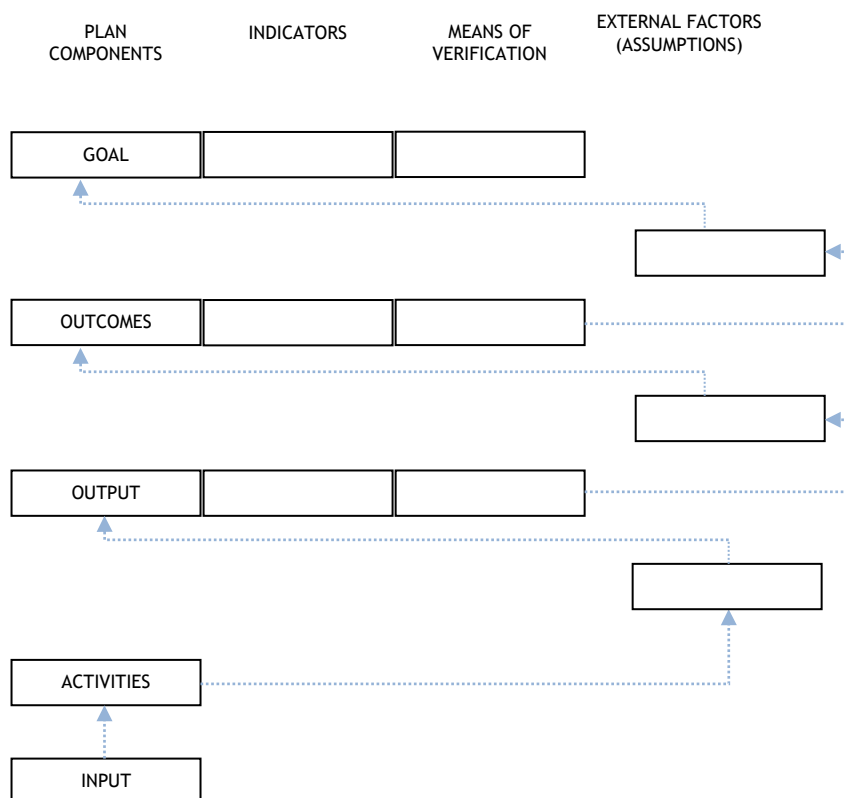 PLAN
COMPONENTS
INDICATORS
MEANS OF
VERIFICATION
EXTERNAL FACTORS
(ASSUMPTIONS)
GOAL
OUTCOMES
OUTPUT
ACTIVITIES
INPUT